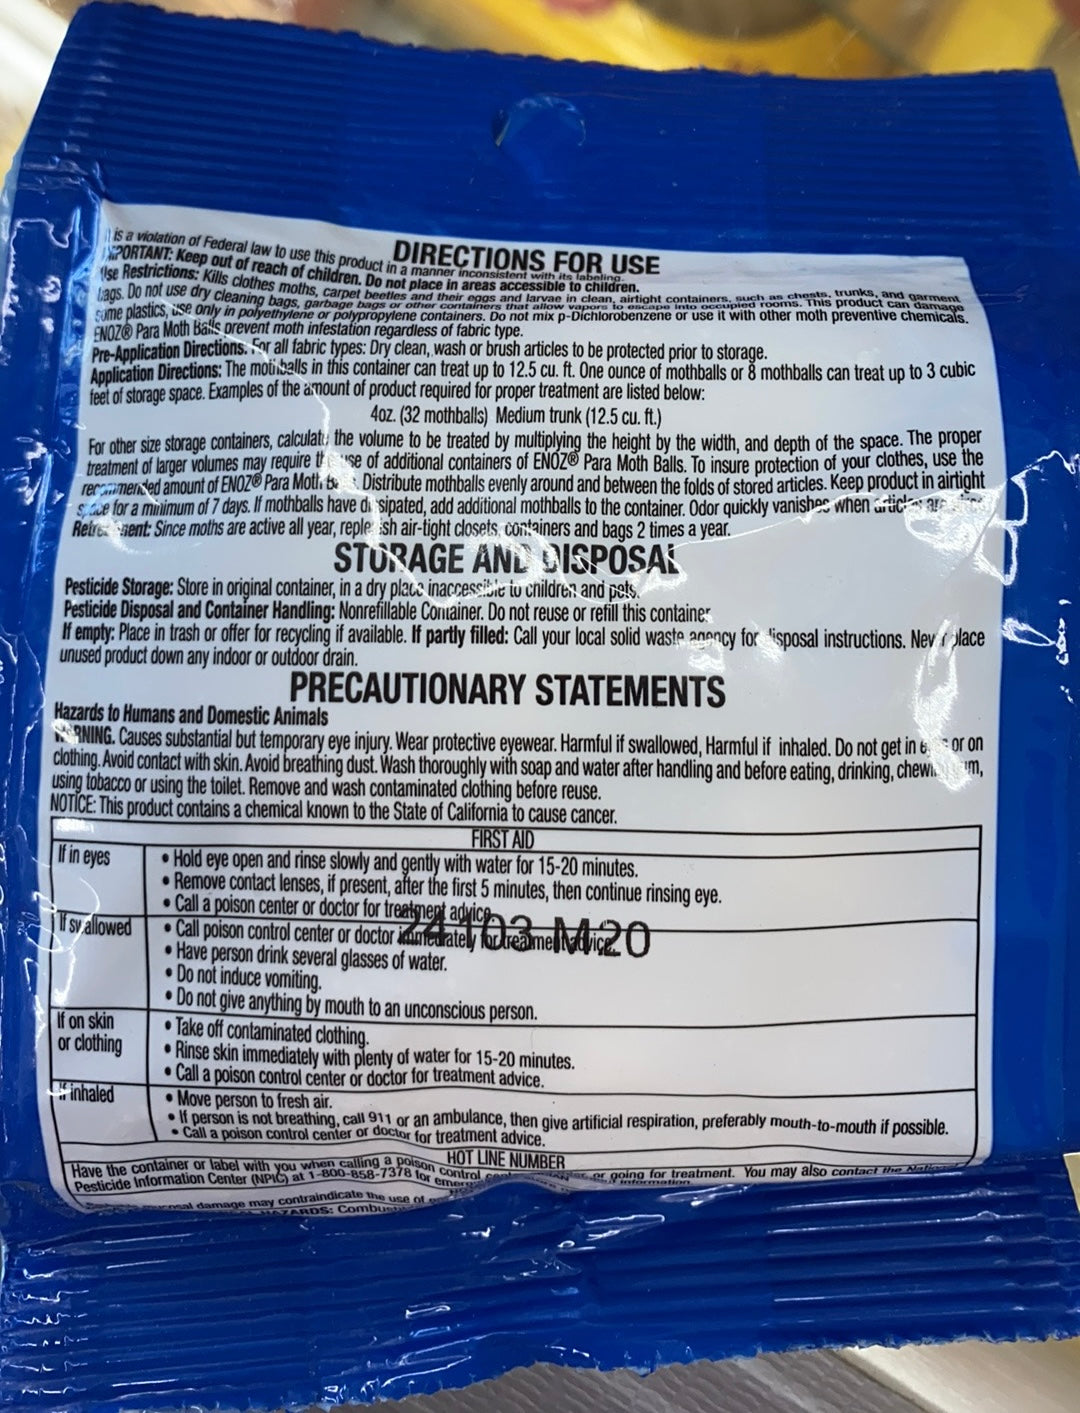 DIRECTIONS FOR USE
is a violation of Federal law to use this product in a manner inconsistent with its labeling.
IMPORTANT: Keep out of reach of children. Do not place in areas accessible to children.
Use Restrictions: Kills clothes moths, carpet beetles and their eggs and larvae in clean, airtight containers, such as chests, trunks, and garment
bags. Do not use dry cleaning bags, garbage bags or other containers that allow vapors to escape into occupied rooms. This product can damage
some plastics, use only in polyethylene or polypropylene containers. Do not mix p-Dichlorobenzene or use it with other moth preventive chemicals.
ENOZ® Para Moth Balls prevent moth infestation regardless of fabric type.
Pre-Application Directions. For all fabric types: Dry clean, wash or brush articles to be protected prior to storage.
Application Directions: The mothballs in this container can treat up to 12.5 cu. ft. One ounce of mothballs or 8 mothballs can treat up to 3 cubic
feet of storage space. Examples of the amount of product required for proper treatment are listed below:
4oz. (32 mothballs) Medium trunk (12.5 cu. ft.)
For other size storage containers, calculate the volume to be treated by multiplying the height by the width, and depth of the space. The proper
treatment of larger volumes may require the use of additional containers of ENOZ® Para Moth Balls. To insure protection of your clothes, use the
recommended amount of ENOZ® Para Moth Distribute mothballs evenly around and between the folds of stored articles. Keep product in airtight
space for a minimum of 7 days. If mothballs have dissipated, add additional mothballs to the container. Odor quickly vanishes when articles are
Since moths are active all year, replenish air-tight closets, containers and bags 2 times a year.
STORAGE AND DISPOSAL
Pesticide Storage: Store in original container, in a dry place inaccessible to children and pets.
Pesticide Disposal and Container Handling: Nonrefillable Container. Do not reuse or refill this container.
If empty: Place in trash or offer for recycling if available. If partly filled: Call your local solid waste agency for disposal instructions. Never place
unused product down any indoor or outdoor drain.
PRECAUTIONARY STATEMENTS
Hazards to Humans and Domestic Animals
WARNING. Causes substantial but temporary eye injury. Wear protective eyewear. Harmful if swallowed, Harmful if inhaled. Do not get in eyes or on
clothing. Avoid contact with skin. Avoid breathing dust. Wash thoroughly with soap and water after handling and before eating, drinking, chewing gum,
using tobacco or using the toilet. Remove and wash contaminated clothing before reuse.
NOTICE: This product contains a chemical known to the State of California to cause cancer.
FIRST AID
If in eyes
• Hold eye open and rinse slowly and gently with water for 15-20 minutes.
• Remove contact lenses, if present, after the first 5 minutes, then continue rinsing eye.
• Call a poison center or doctor for treatment advice.
24103 M20
If swallowed
• Call poison control center or doctor immediately for treatment advice.
• Have person drink several glasses of water.
• Do not induce vomiting.
• Do not give anything by mouth to an unconscious person.
If on skin
or clothing
• Take off contaminated clothing.
• Rinse skin immediately with plenty of water for 15-20 minutes.
• Call a poison control center or doctor for treatment advice.
If inhaled
• Move person to fresh air.
• If person is not breathing, call 911 or an ambulance, then give artificial respiration, preferably mouth-to-mouth if possible.
• Call a poison control center or doctor for treatment advice.
HOT LINE NUMBER
Have the container or label with you when calling a poison control or going for treatment. You may also contact the National
Pesticide Information Center (NPIC) at 1-800-858-7378 for information.
damage may contraindicate the use of
HAZARDS: